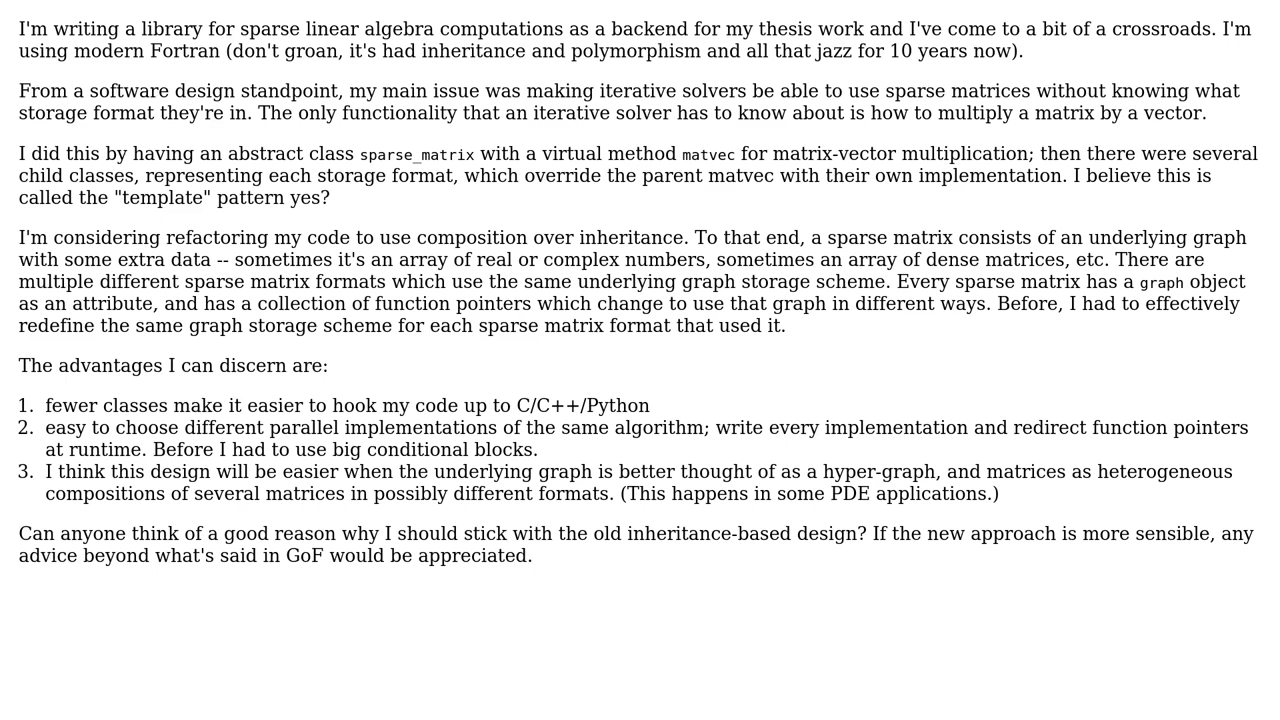 I'm writing a library for sparse linear algebra computations as a backend for my thesis work and I've come to a bit of a crossroads. I'm
using modern Fortran (don't groan, it's had inheritance and polymorphism and all that jazz for 10 years now).
From a software design standpoint, my main issue was making iterative solvers be able to use sparse matrices without knowing what
storage format they're in. The only functionality that an iterative solver has to know about is how to multiply a matrix by a vector.
I did this by having an abstract class sparse_matrix with a virtual method matvec for matrix-vector multiplication; then there were several
child classes, representing each storage format, which override the parent matvec with their own implementation. I believe this is
called the "template" pattern yes?
I'm considering refactoring my code to use composition over inheritance. To that end, a sparse matrix consists of an underlying graph
with some extra data -- sometimes it's an array of real or complex numbers, sometimes an array of dense matrices, etc. There are
multiple different sparse matrix formats which use the same underlying graph storage scheme. Every sparse matrix has a graph object
as an attribute, and has a collection of function pointers which change to use that graph in different ways. Before, I had to effectively
redefine the same graph storage scheme for each sparse matrix format that used it.
The advantages I can discern are:
1. fewer classes make it easier to hook my code up to C/C++/Python
2. easy to choose different parallel implementations of the same algorithm; write every implementation and redirect function pointers
at runtime. Before I had to use big conditional blocks.
3. I think this design will be easier when the underlying graph is better thought of as a hyper-graph, and matrices as heterogeneous
compositions of several matrices in possibly different formats. (This happens in some PDE applications.)
Can anyone think of a good reason why I should stick with the old inheritance-based design? If the new approach is more sensible, any
advice beyond what's said in GoF would be appreciated.